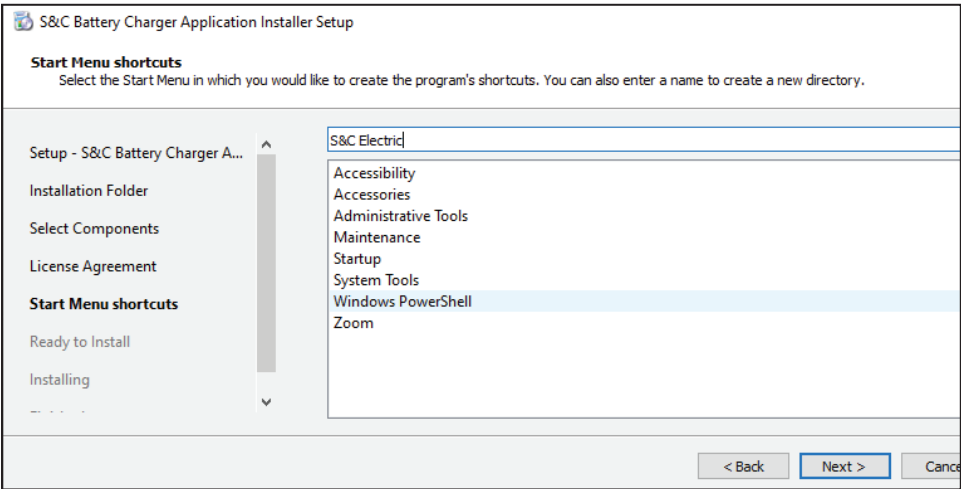 S&C Battery Charger Application Installer Setup
Start Menu shortcuts
Select the Start Menu in which you would like to create the program's shortcuts. You can also enter a name to create a new directory.
Setup - S&C Battery Charger A...
Installation Folder
Select Components
License Agreement
Start Menu shortcuts
Ready to Install
Installing
S&C Electric
Accessibility
Accessories
Administrative Tools
Maintenance
Startup
System Tools
Windows PowerShell
Zoom
< Back
Next >
Cance